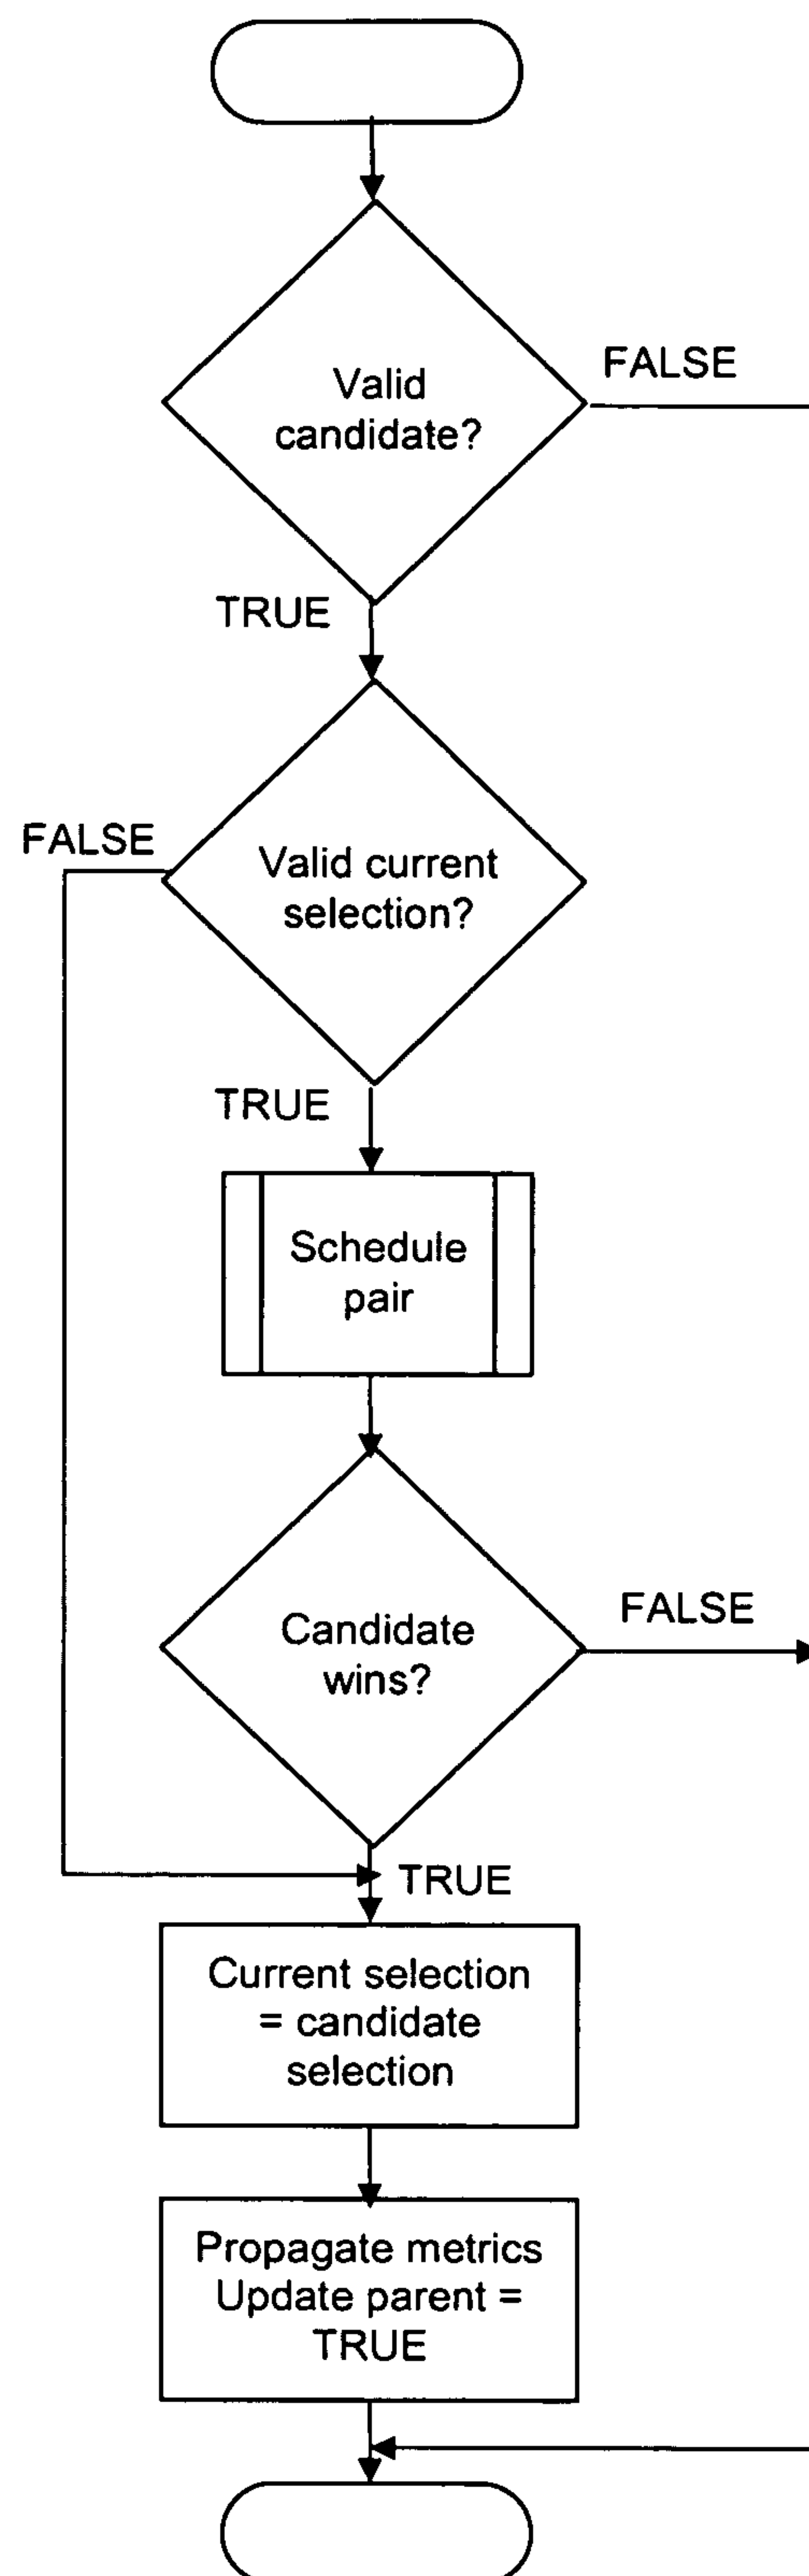 Valid
candidate?
FALSE
TRUE
FALSE
Valid current
selection?
TRUE
Schedule
pair
Candidate
wins?
FALSE
TRUE
Current selection
= candidate
selection
Propagate metrics
Update parent =
TRUE